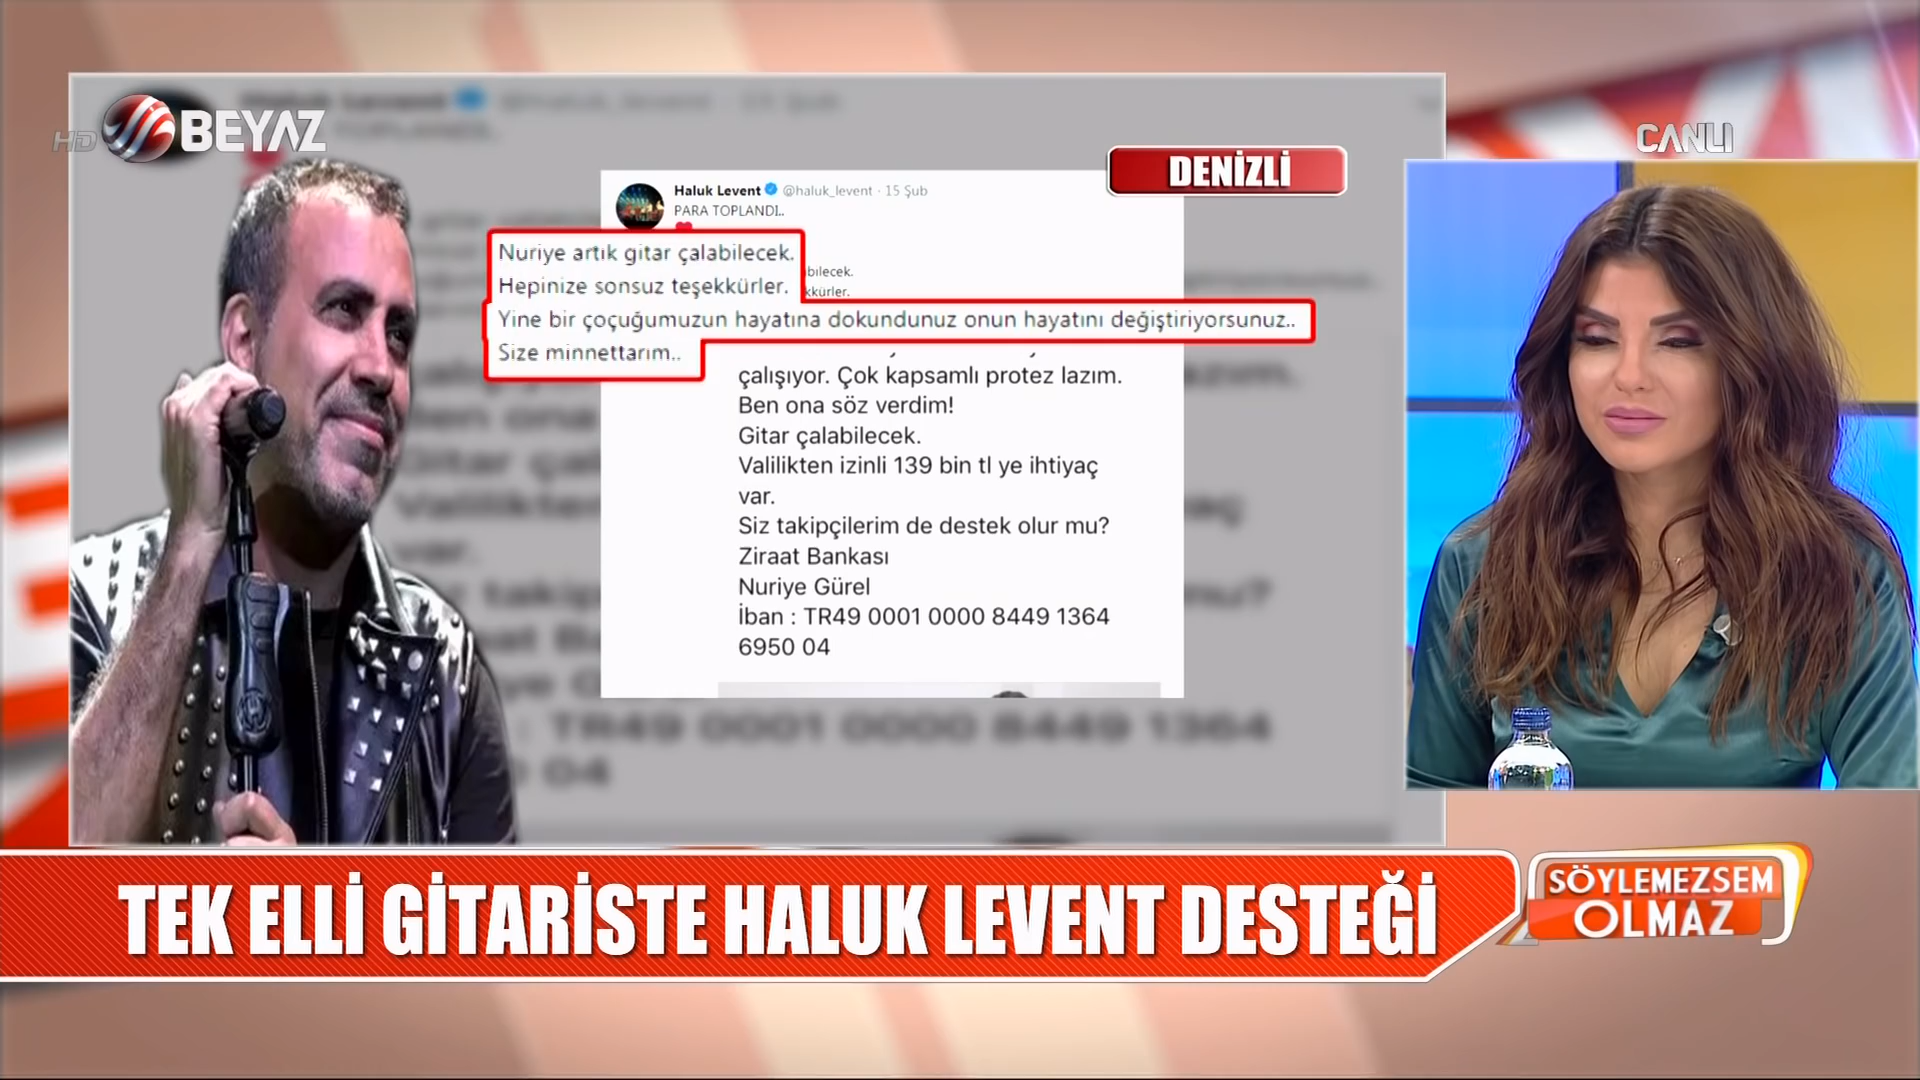 HD BEYAZ
CANLI
DENİZLİ
Haluk Levent @haluk_levent · 15 Şub
PARA TOPLANDI..
Nuriye artık gitar çalabilecek.
Hepinize sonsuz teşekkürler.
Yine bir çoçuğumuzun hayatına dokundunuz onun hayatını değiştiriyorsunuz..
Size minnettarım..
bilecek.
kkürler.
çalışıyor. Çok kapsamlı protez lazım.
Ben ona söz verdim!
Gitar çalabilecek.
Valilikten izinli 139 bin tl ye ihtiyaç
var.
Siz takipçilerim de destek olur mu?
Ziraat Bankası
Nuriye Gürel
İban : TR49 0001 0000 8449 1364
6950 04
TEK ELLİ GİTARİSTE HALUK LEVENT DESTEĞİ
SÖYLEMEZSEM
OLMAZ